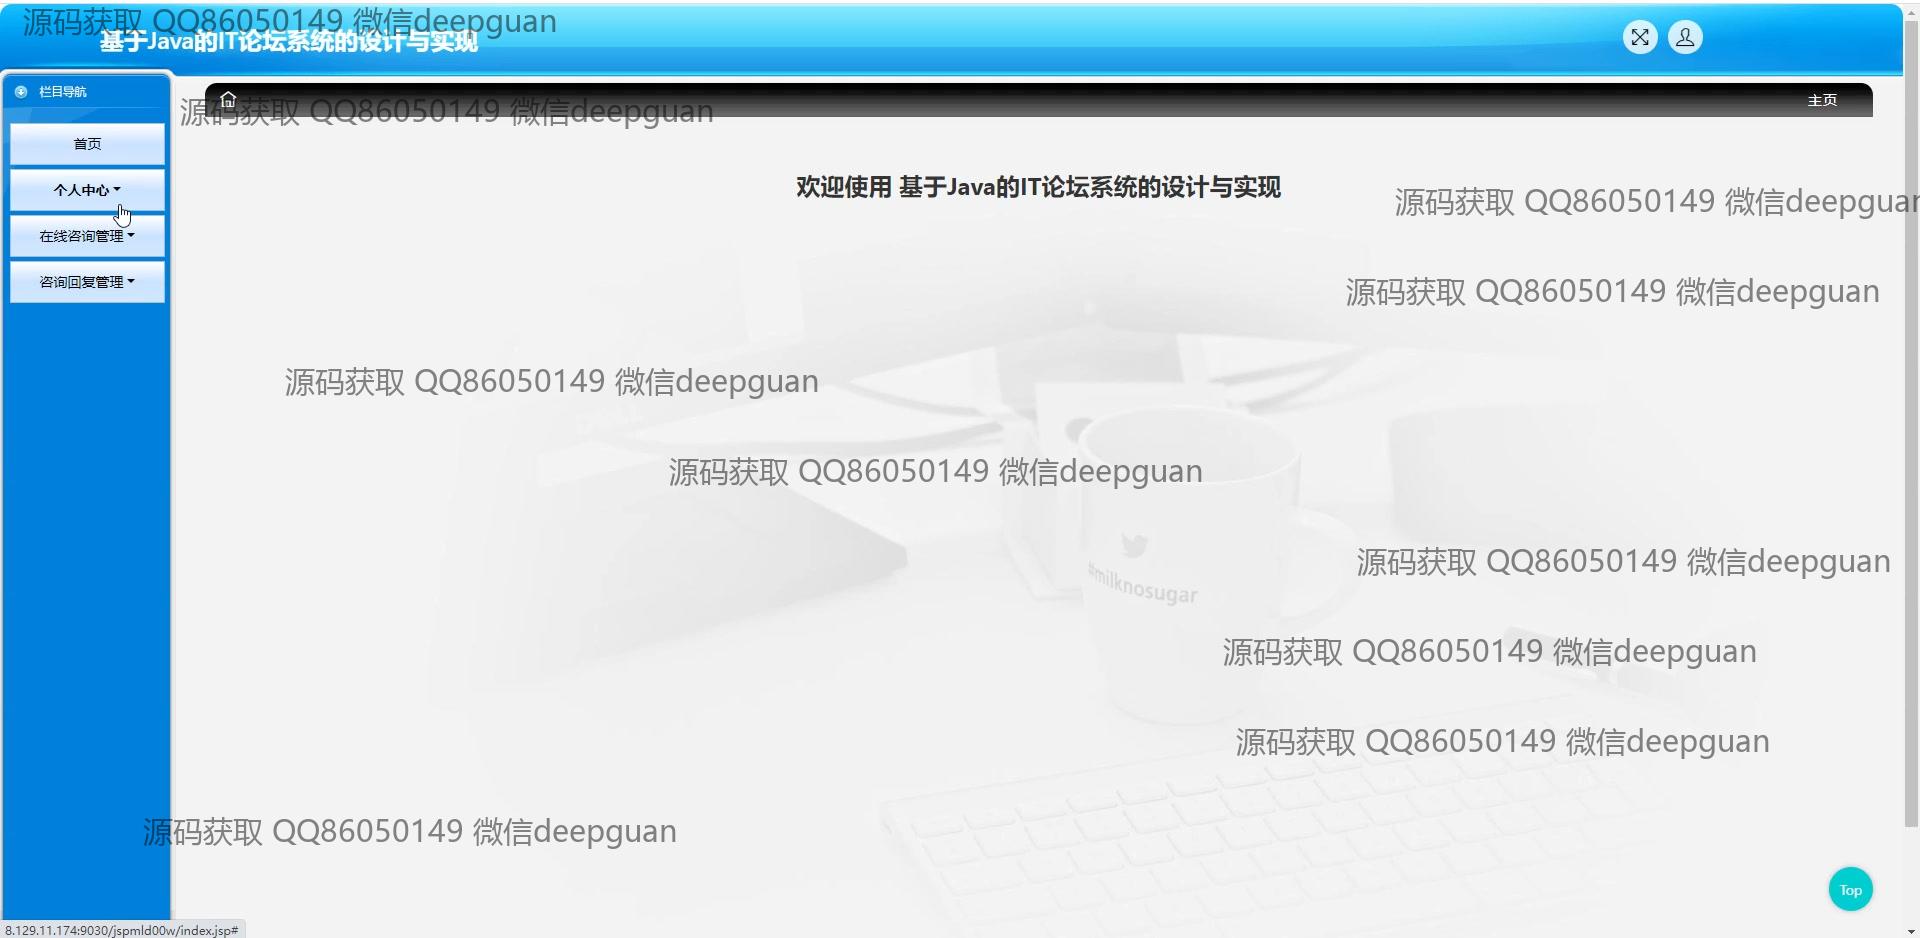 源码获取 QQ86050149 微信deepguan
基于Java的IT论坛系统的设计与实现
栏目导航
主页
源码获取 QQ86050149 微信deepguan
首页
欢迎使用 基于Java的IT论坛系统的设计与实现
个人中心
源码获取 QQ86050149 微信deepguan
在线咨询管理
咨询回复管理
源码获取 QQ86050149 微信deepguan
源码获取 QQ86050149 微信deepguan
源码获取 QQ86050149 微信deepguan
#milknosugar
源码获取 QQ86050149 微信deepguan
源码获取 QQ86050149 微信deepguan
源码获取 QQ86050149 微信deepguan
源码获取 QQ86050149 微信deepguan
Top
8.129.11.174:9030/jspmld00w/index.jsp#